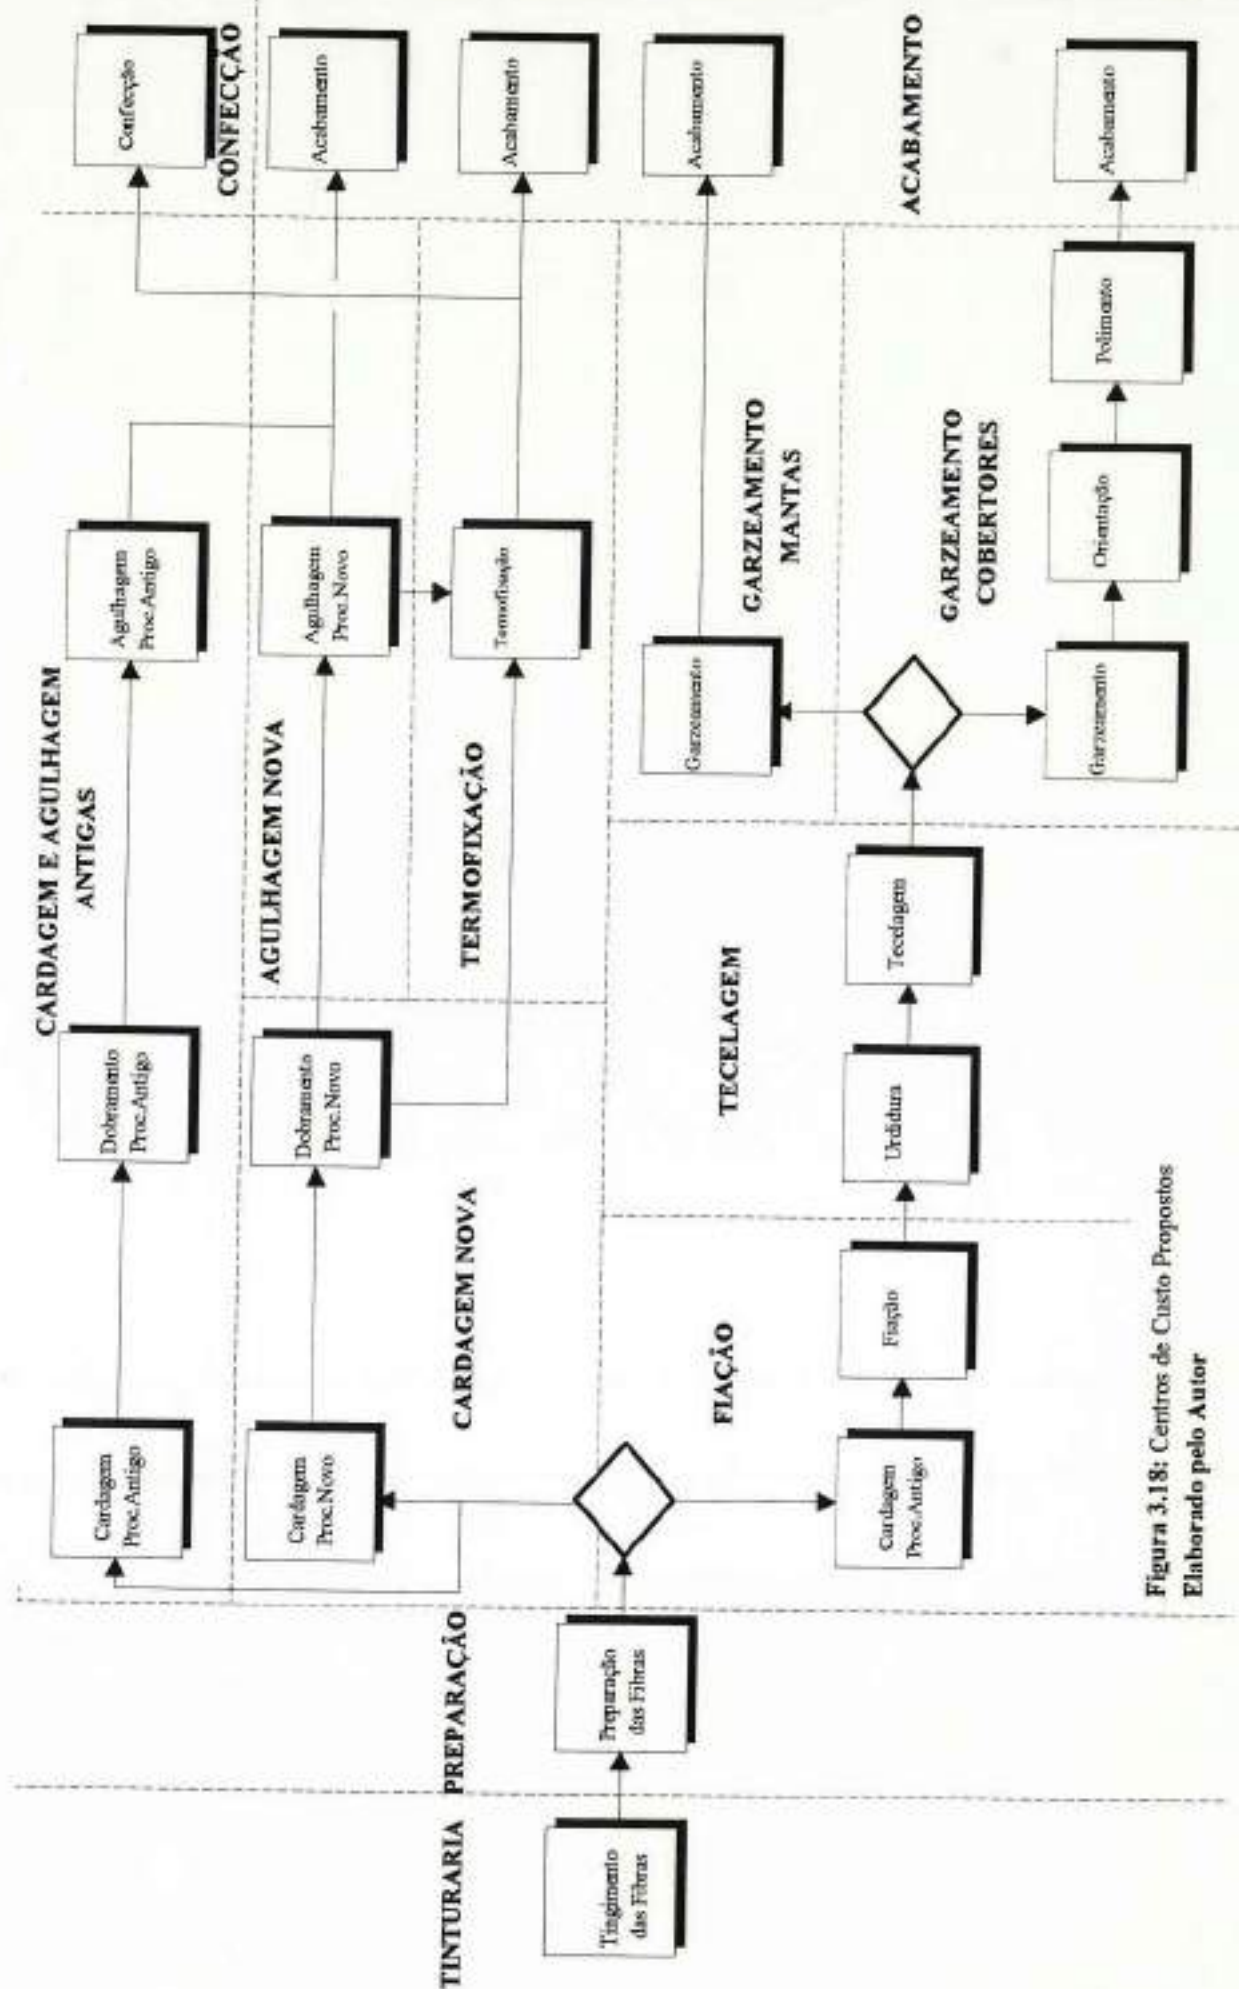 TINTURARIA
Tingimento
das Fibras
PREPARAÇÃO
Preparação
das Fibras
CARDAGEM E AGULHAGEM
ANTIGAS
Cardagem
Proc.Antigo
Dobramento
Proc.Antigo
Agulhagem
Proc.Antigo
CARDAGEM NOVA
Cardagem
Proc.Novo
Dobramento
Proc.Novo
AGULHAGEM NOVA
Agulhagem
Proc.Novo
TERMOFIXAÇÃO
Termofixação
FIAÇÃO
Cardagem
Proc.Antigo
Fiação
TECELAGEM
Urdidura
Tecelagem
GARZEAMENTO
MANTAS
Garzeamento
GARZEAMENTO
COBERTORES
Garzeamento
Orientação
Polimento
CONFECÇAO
Confecção
ACABAMENTO
Acabamento
Acabamento
Acabamento
Acabamento
Figura 3.18: Centros de Custo Propostos
Elaborado pelo Autor